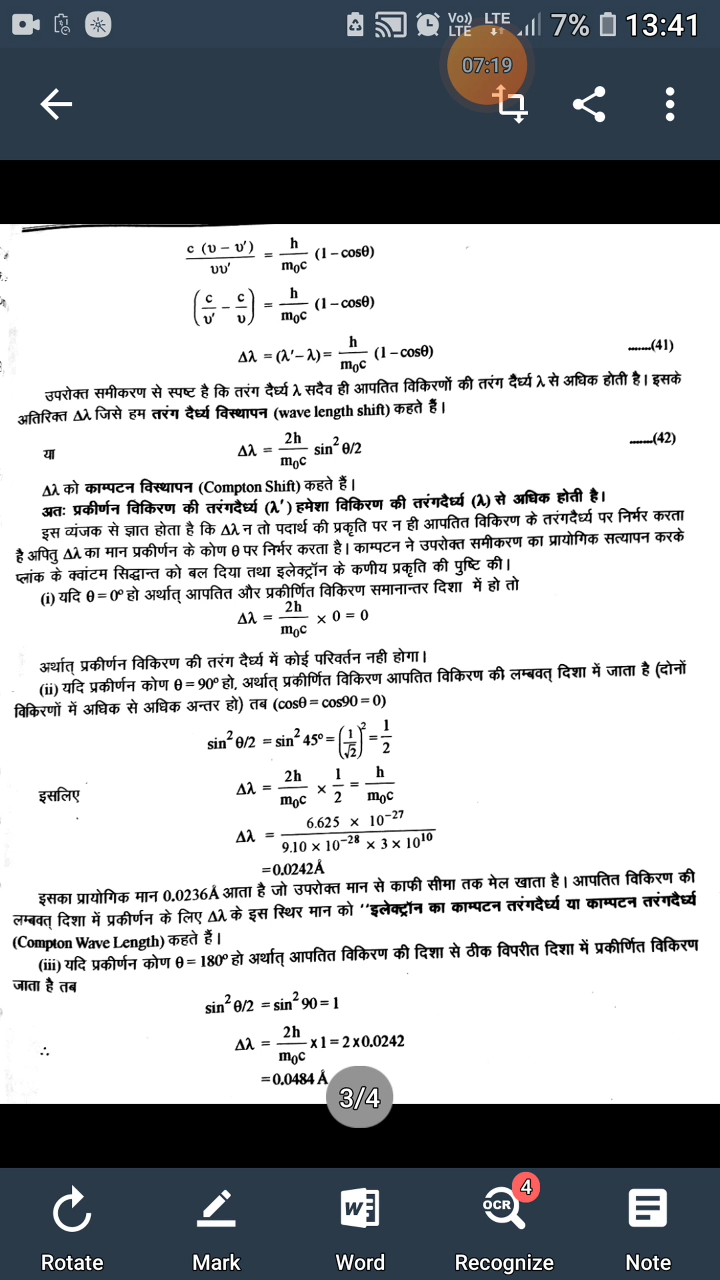 Vo)) LTE
LTE 7% 13:41
07:19
c (υ – υ′) / υυ′ = h / m₀c (1 – cosθ)
(c/υ′ – c/υ) = h / m₀c (1 – cosθ)
Δλ = (λ′ – λ) = h / m₀c (1 – cosθ) .......(41)
उपरोक्त समीकरण से स्पष्ट है कि तरंग दैर्ध्य λ सदैव ही आपतित विकिरणों की तरंग दैर्ध्य λ से अधिक होती है। इसके
अतिरिक्त Δλ जिसे हम तरंग दैर्ध्य विस्थापन (wave length shift) कहते हैं।
या Δλ = 2h / m₀c sin² θ/2 ......(42)
Δλ को काम्पटन विस्थापन (Compton Shift) कहते हैं।
अतः प्रकीर्णन विकिरण की तरंगदैर्ध्य (λ′) हमेशा विकिरण की तरंगदैर्ध्य (λ) से अधिक होती है।
इस व्यंजक से ज्ञात होता है कि Δλ न तो पदार्थ की प्रकृति पर न ही आपतित विकिरण के तरंगदैर्ध्य पर निर्भर करता
है अपितु Δλ का मान प्रकीर्णन के कोण θ पर निर्भर करता है। काम्पटन ने उपरोक्त समीकरण का प्रायोगिक सत्यापन करके
प्लांक के क्वांटम सिद्धान्त को बल दिया तथा इलेक्ट्रॉन के कणीय प्रकृति की पुष्टि की।
(i) यदि θ = 0° हो अर्थात् आपतित और प्रकीर्णित विकिरण समानान्तर दिशा में हो तो
Δλ = 2h / m₀c × 0 = 0
अर्थात् प्रकीर्णन विकिरण की तरंग दैर्ध्य में कोई परिवर्तन नही होगा।
(ii) यदि प्रकीर्णन कोण θ = 90° हो, अर्थात् प्रकीर्णित विकिरण आपतित विकिरण की लम्बवत् दिशा में जाता है (दोनों
विकिरणों में अधिक से अधिक अन्तर हो) तब (cosθ = cos90 = 0)
sin² θ/2 = sin² 45° = (1/√2)² = 1/2
इसलिए Δλ = 2h / m₀c × 1/2 = h / m₀c
Δλ = 6.625 × 10⁻²⁷ / 9.10 × 10⁻²⁸ × 3 × 10¹⁰
= 0.0242Å
इसका प्रायोगिक मान 0.0236Å आता है जो उपरोक्त मान से काफी सीमा तक मेल खाता है। आपतित विकिरण की
लम्बवत् दिशा में प्रकीर्णन के लिए Δλ के इस स्थिर मान को ''इलेक्ट्रॉन का काम्पटन तरंगदैर्ध्य या काम्पटन तरंगदैर्ध्य
(Compton Wave Length) कहते हैं।
(iii) यदि प्रकीर्णन कोण θ = 180° हो अर्थात् आपतित विकिरण की दिशा से ठीक विपरीत दिशा में प्रकीर्णित विकिरण
जाता है तब
sin² θ/2 = sin² 90 = 1
∴ Δλ = 2h / m₀c x 1 = 2 x 0.0242
= 0.0484 Å
3/4
4
OCR
W
Rotate Mark Word Recognize Note